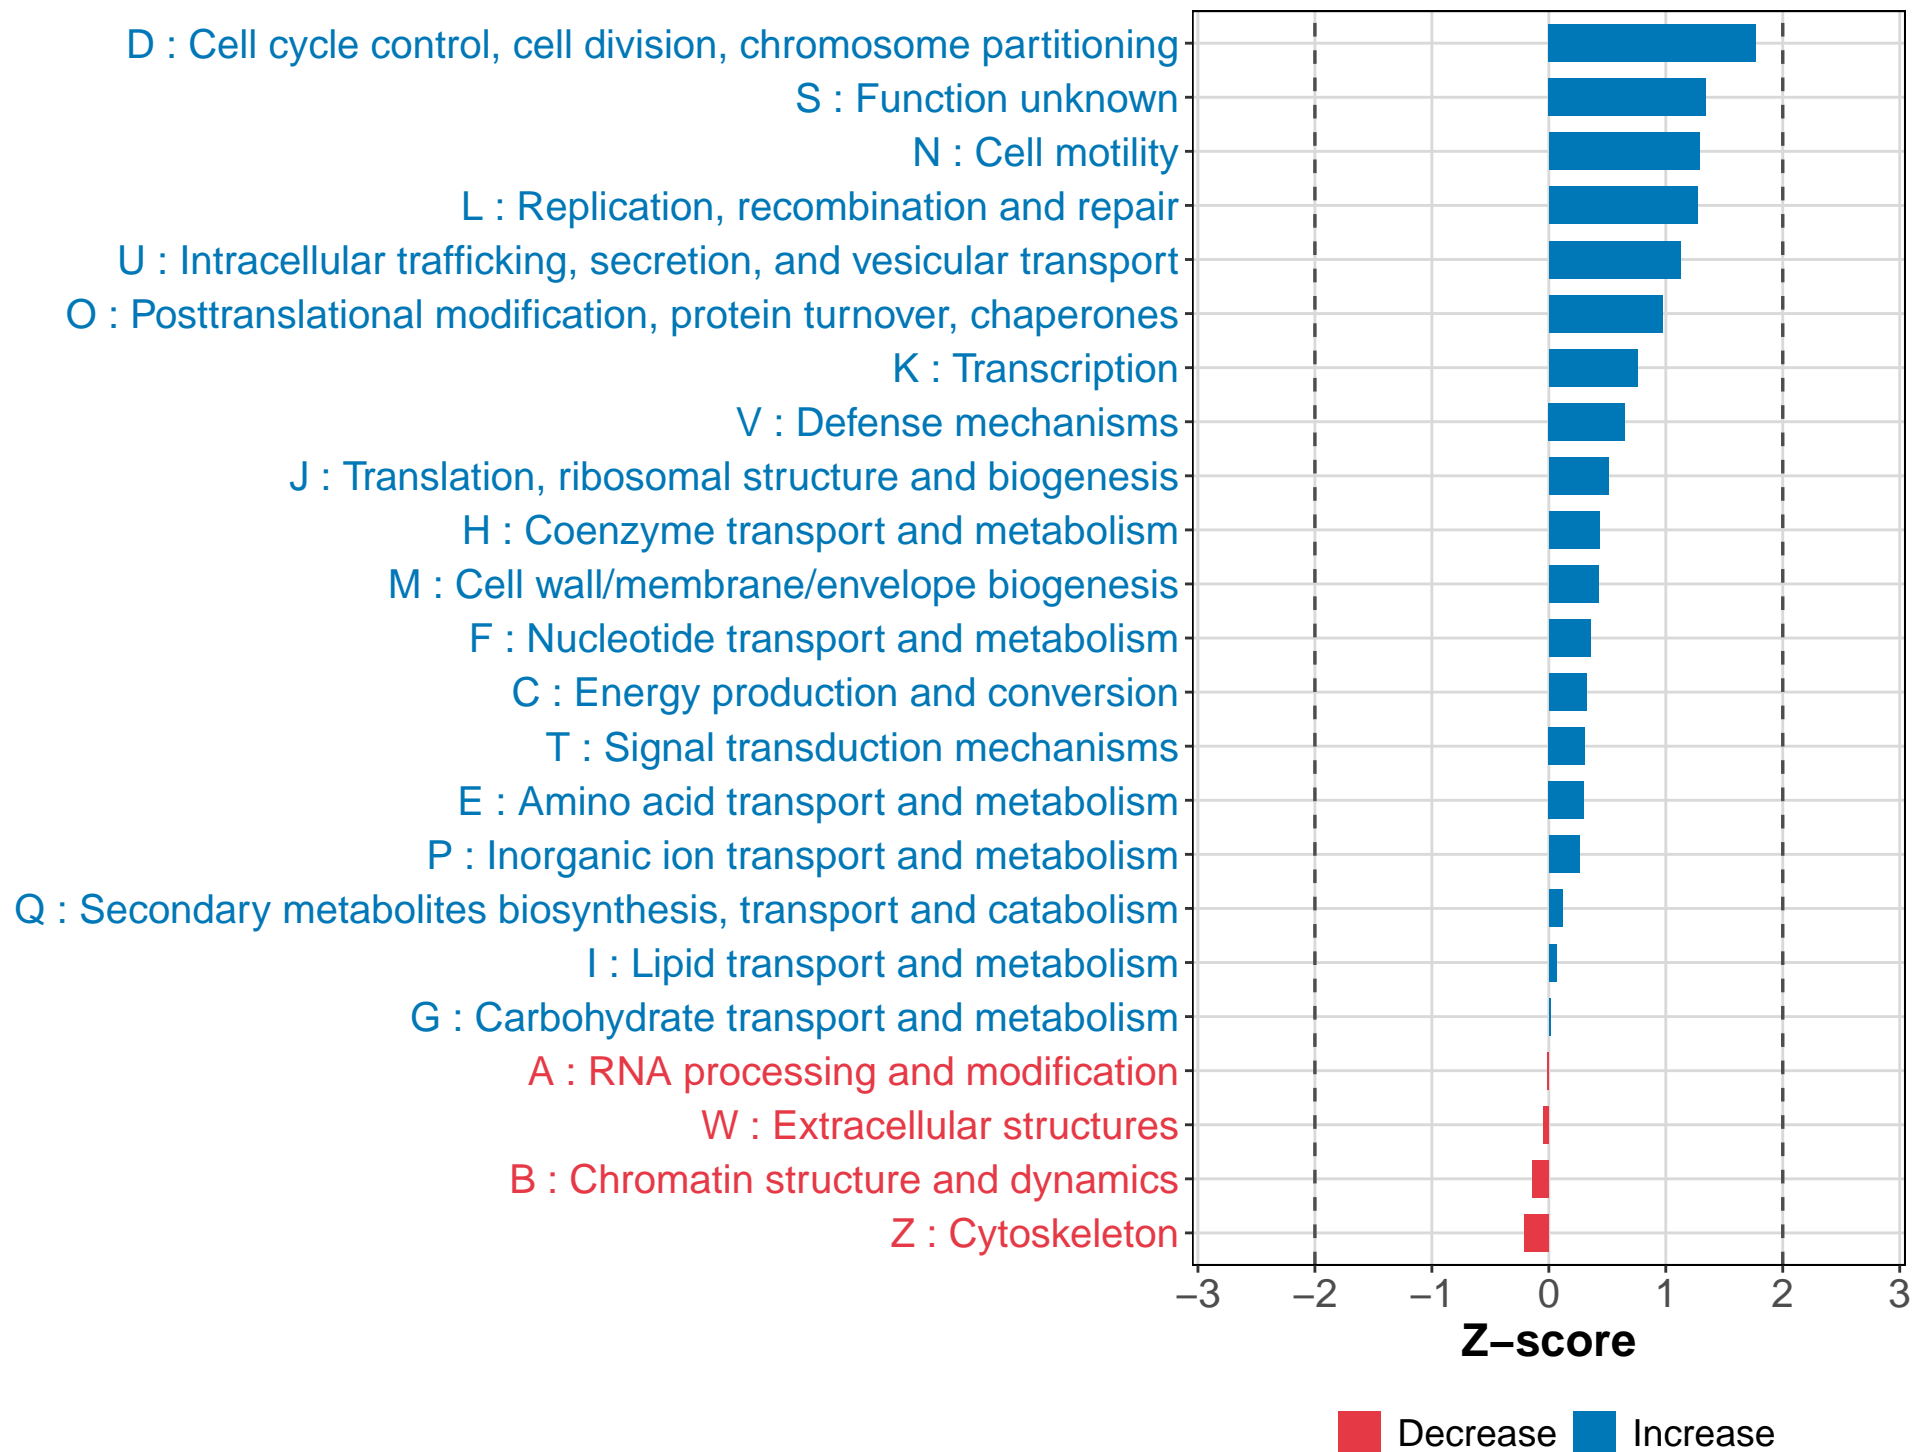 D : Cell cycle control, cell division, chromosome partitioning
S : Function unknown
N : Cell motility
L : Replication, recombination and repair
U : Intracellular trafficking, secretion, and vesicular transport
O : Posttranslational modification, protein turnover, chaperones
K : Transcription
V : Defense mechanisms
J : Translation, ribosomal structure and biogenesis
H : Coenzyme transport and metabolism
M : Cell wall/membrane/envelope biogenesis
F : Nucleotide transport and metabolism
C : Energy production and conversion
T : Signal transduction mechanisms
E : Amino acid transport and metabolism
P : Inorganic ion transport and metabolism
Q : Secondary metabolites biosynthesis, transport and catabolism
I : Lipid transport and metabolism
G : Carbohydrate transport and metabolism
A : RNA processing and modification
W : Extracellular structures
B : Chromatin structure and dynamics
Z : Cytoskeleton
−3 −2 −1 0 1 2 3
Z−score
Decrease Increase